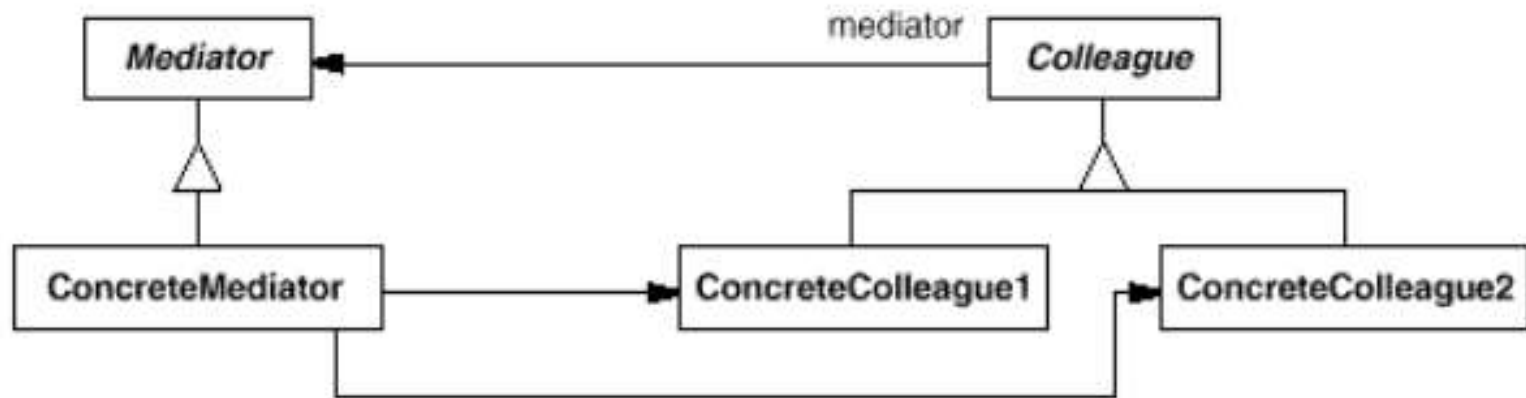 mediator
Mediator
Colleague
ConcreteMediator
ConcreteColleague1
ConcreteColleague2